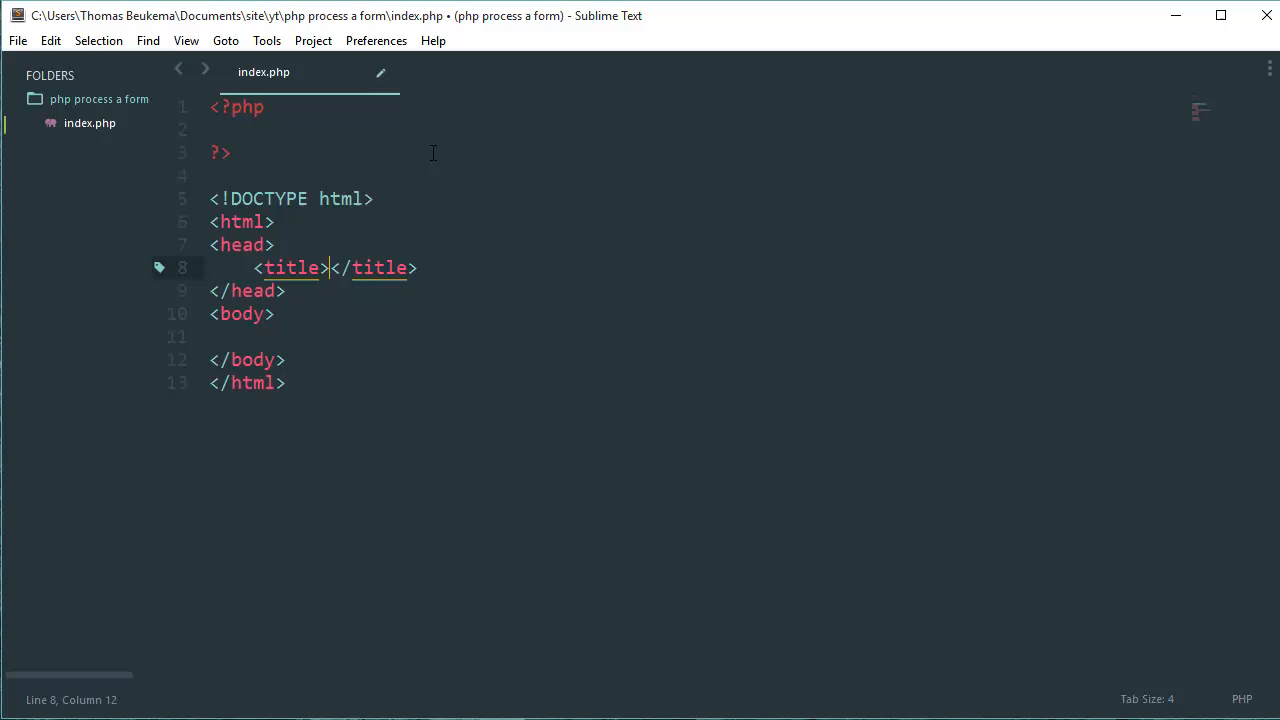 C:\Users\Thomas Beukema\Documents\site\yt\php process a form\index.php • (php process a form) - Sublime Text
File Edit Selection Find View Goto Tools Project Preferences Help
FOLDERS
php process a form
index.php
index.php
1 <?php
2
3 ?>
4
5 <!DOCTYPE html>
6 <html>
7 <head>
8     <title></title>
9 </head>
10 <body>
11
12 </body>
13 </html>
Line 8, Column 12
Tab Size: 4
PHP